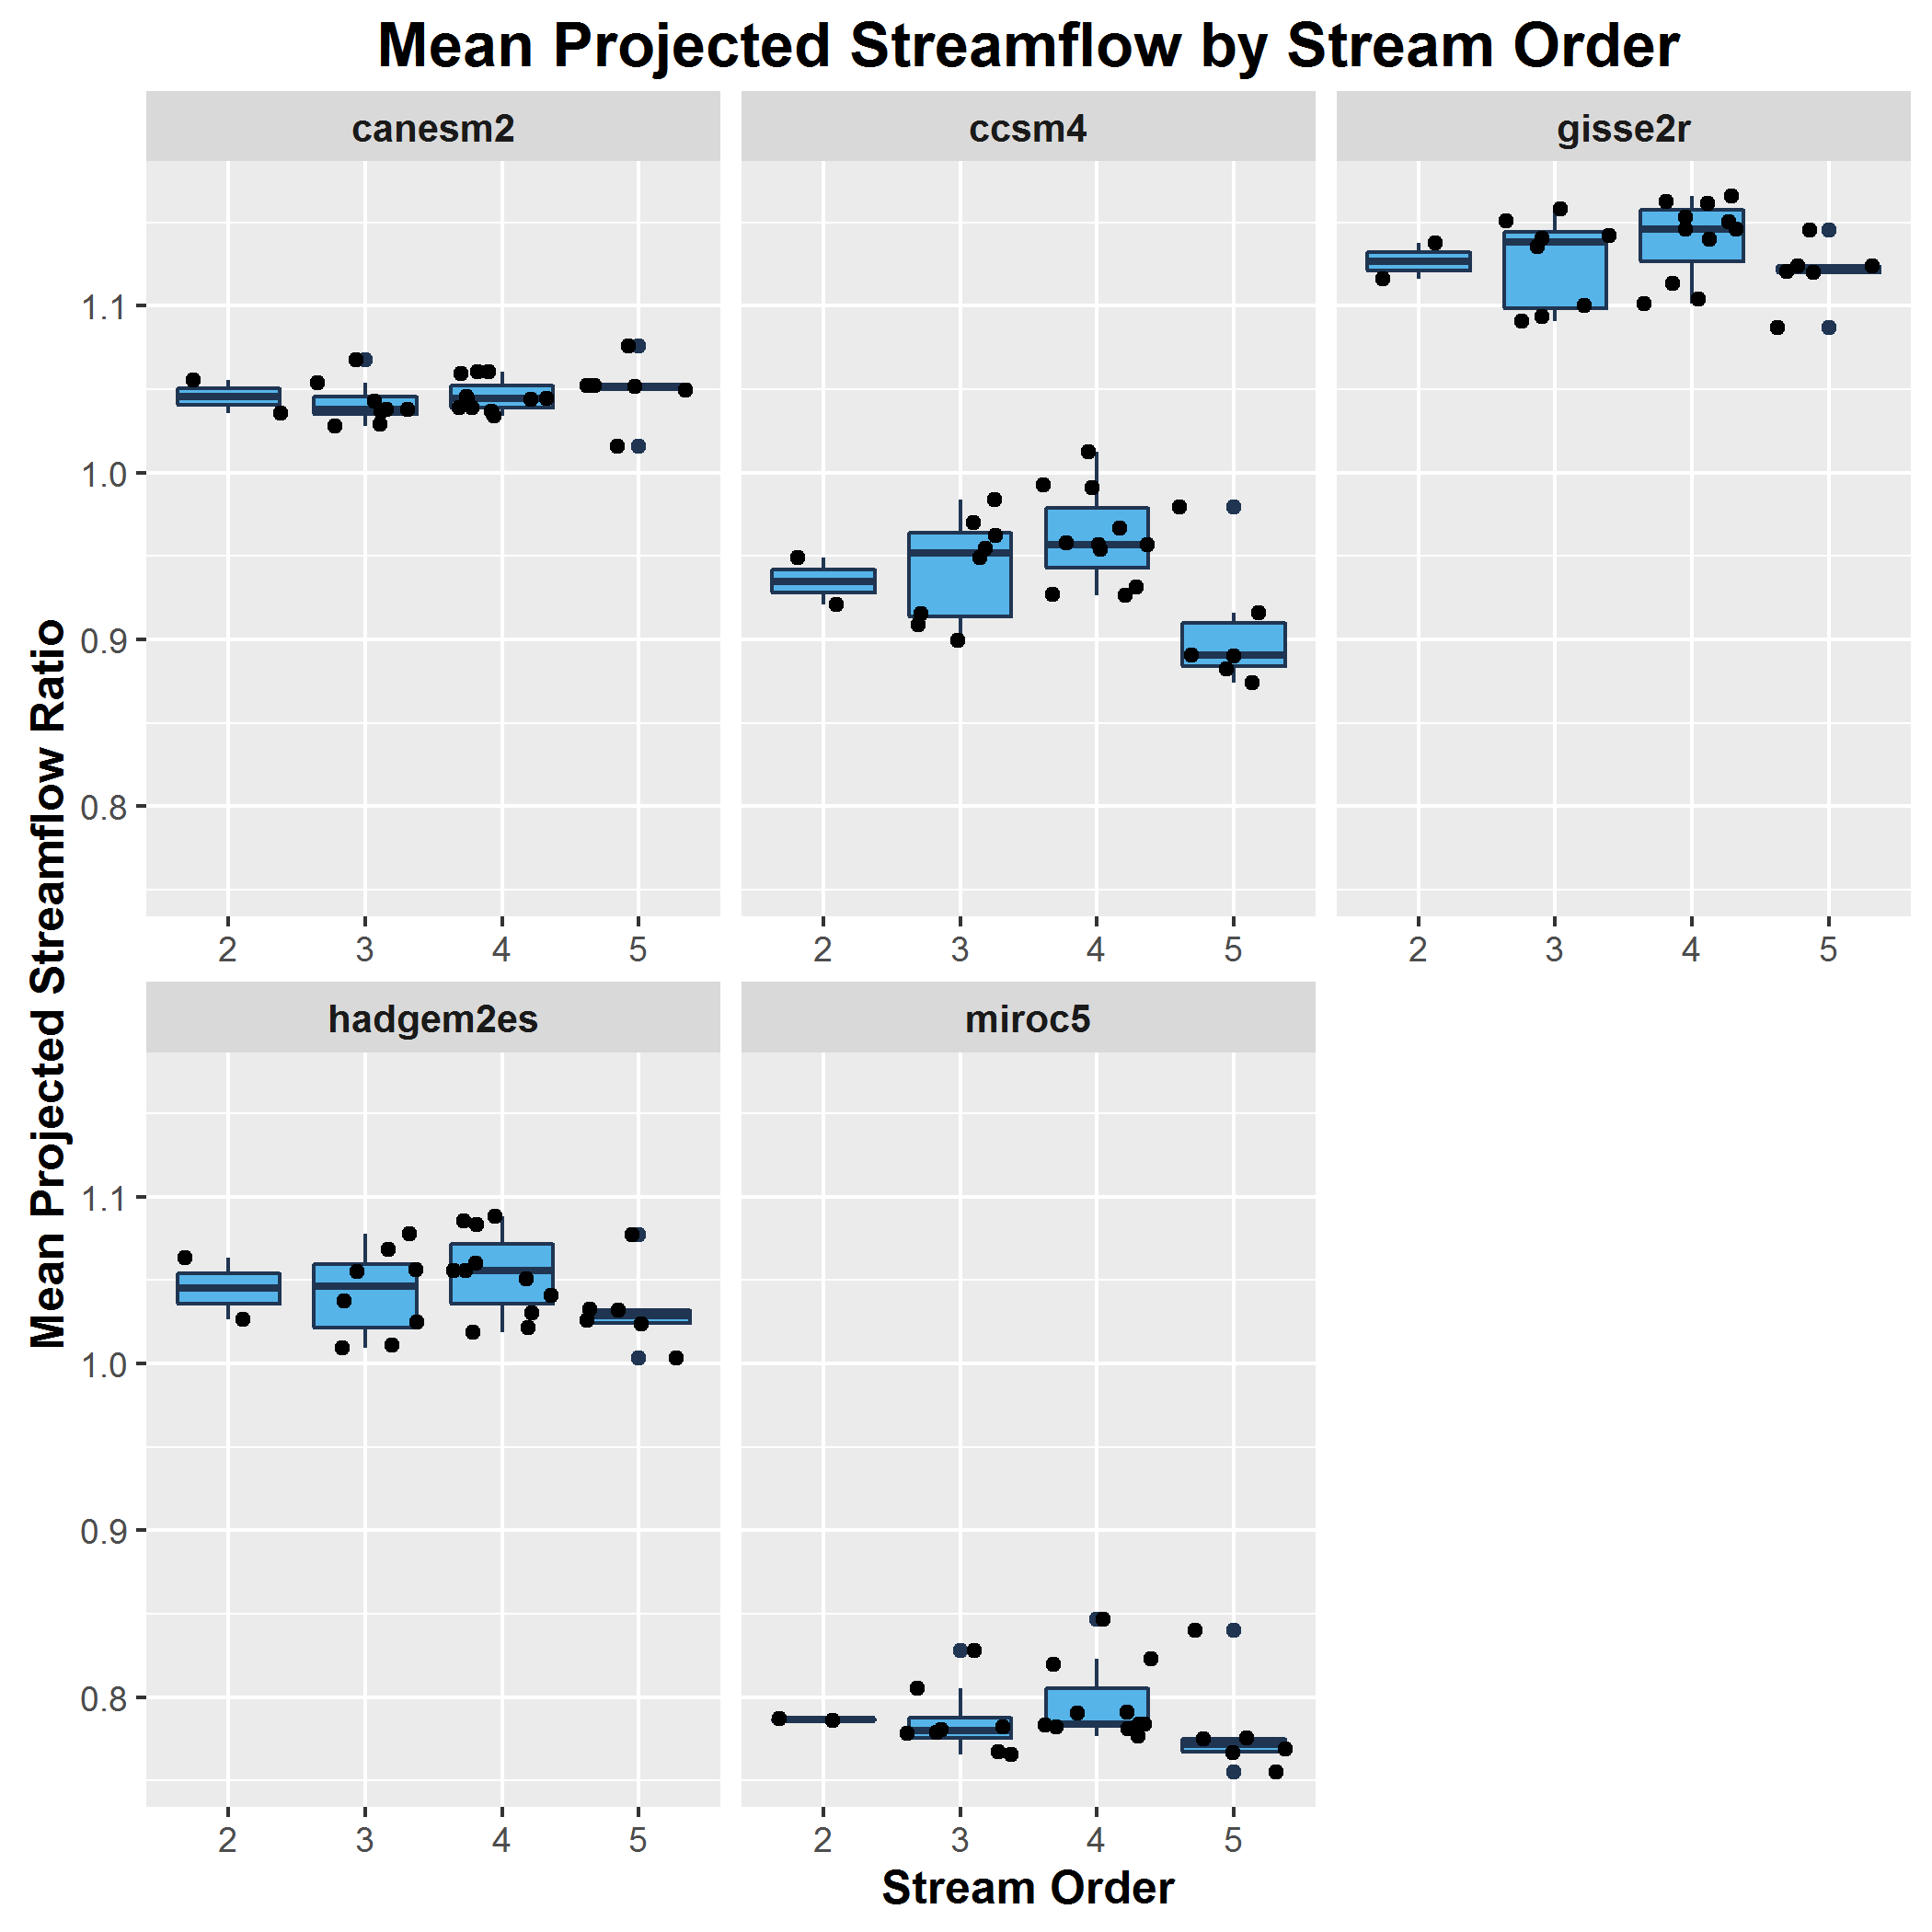 Mean Projected Streamflow by Stream Order
canesm2
ccsm4
gisse2r
Mean Projected Streamflow Ratio
1.1
1.0
0.9
0.8
2 3 4 5
2 3 4 5
2 3 4 5
hadgem2es
miroc5
1.1
1.0
0.9
0.8
2 3 4 5
2 3 4 5
Stream Order